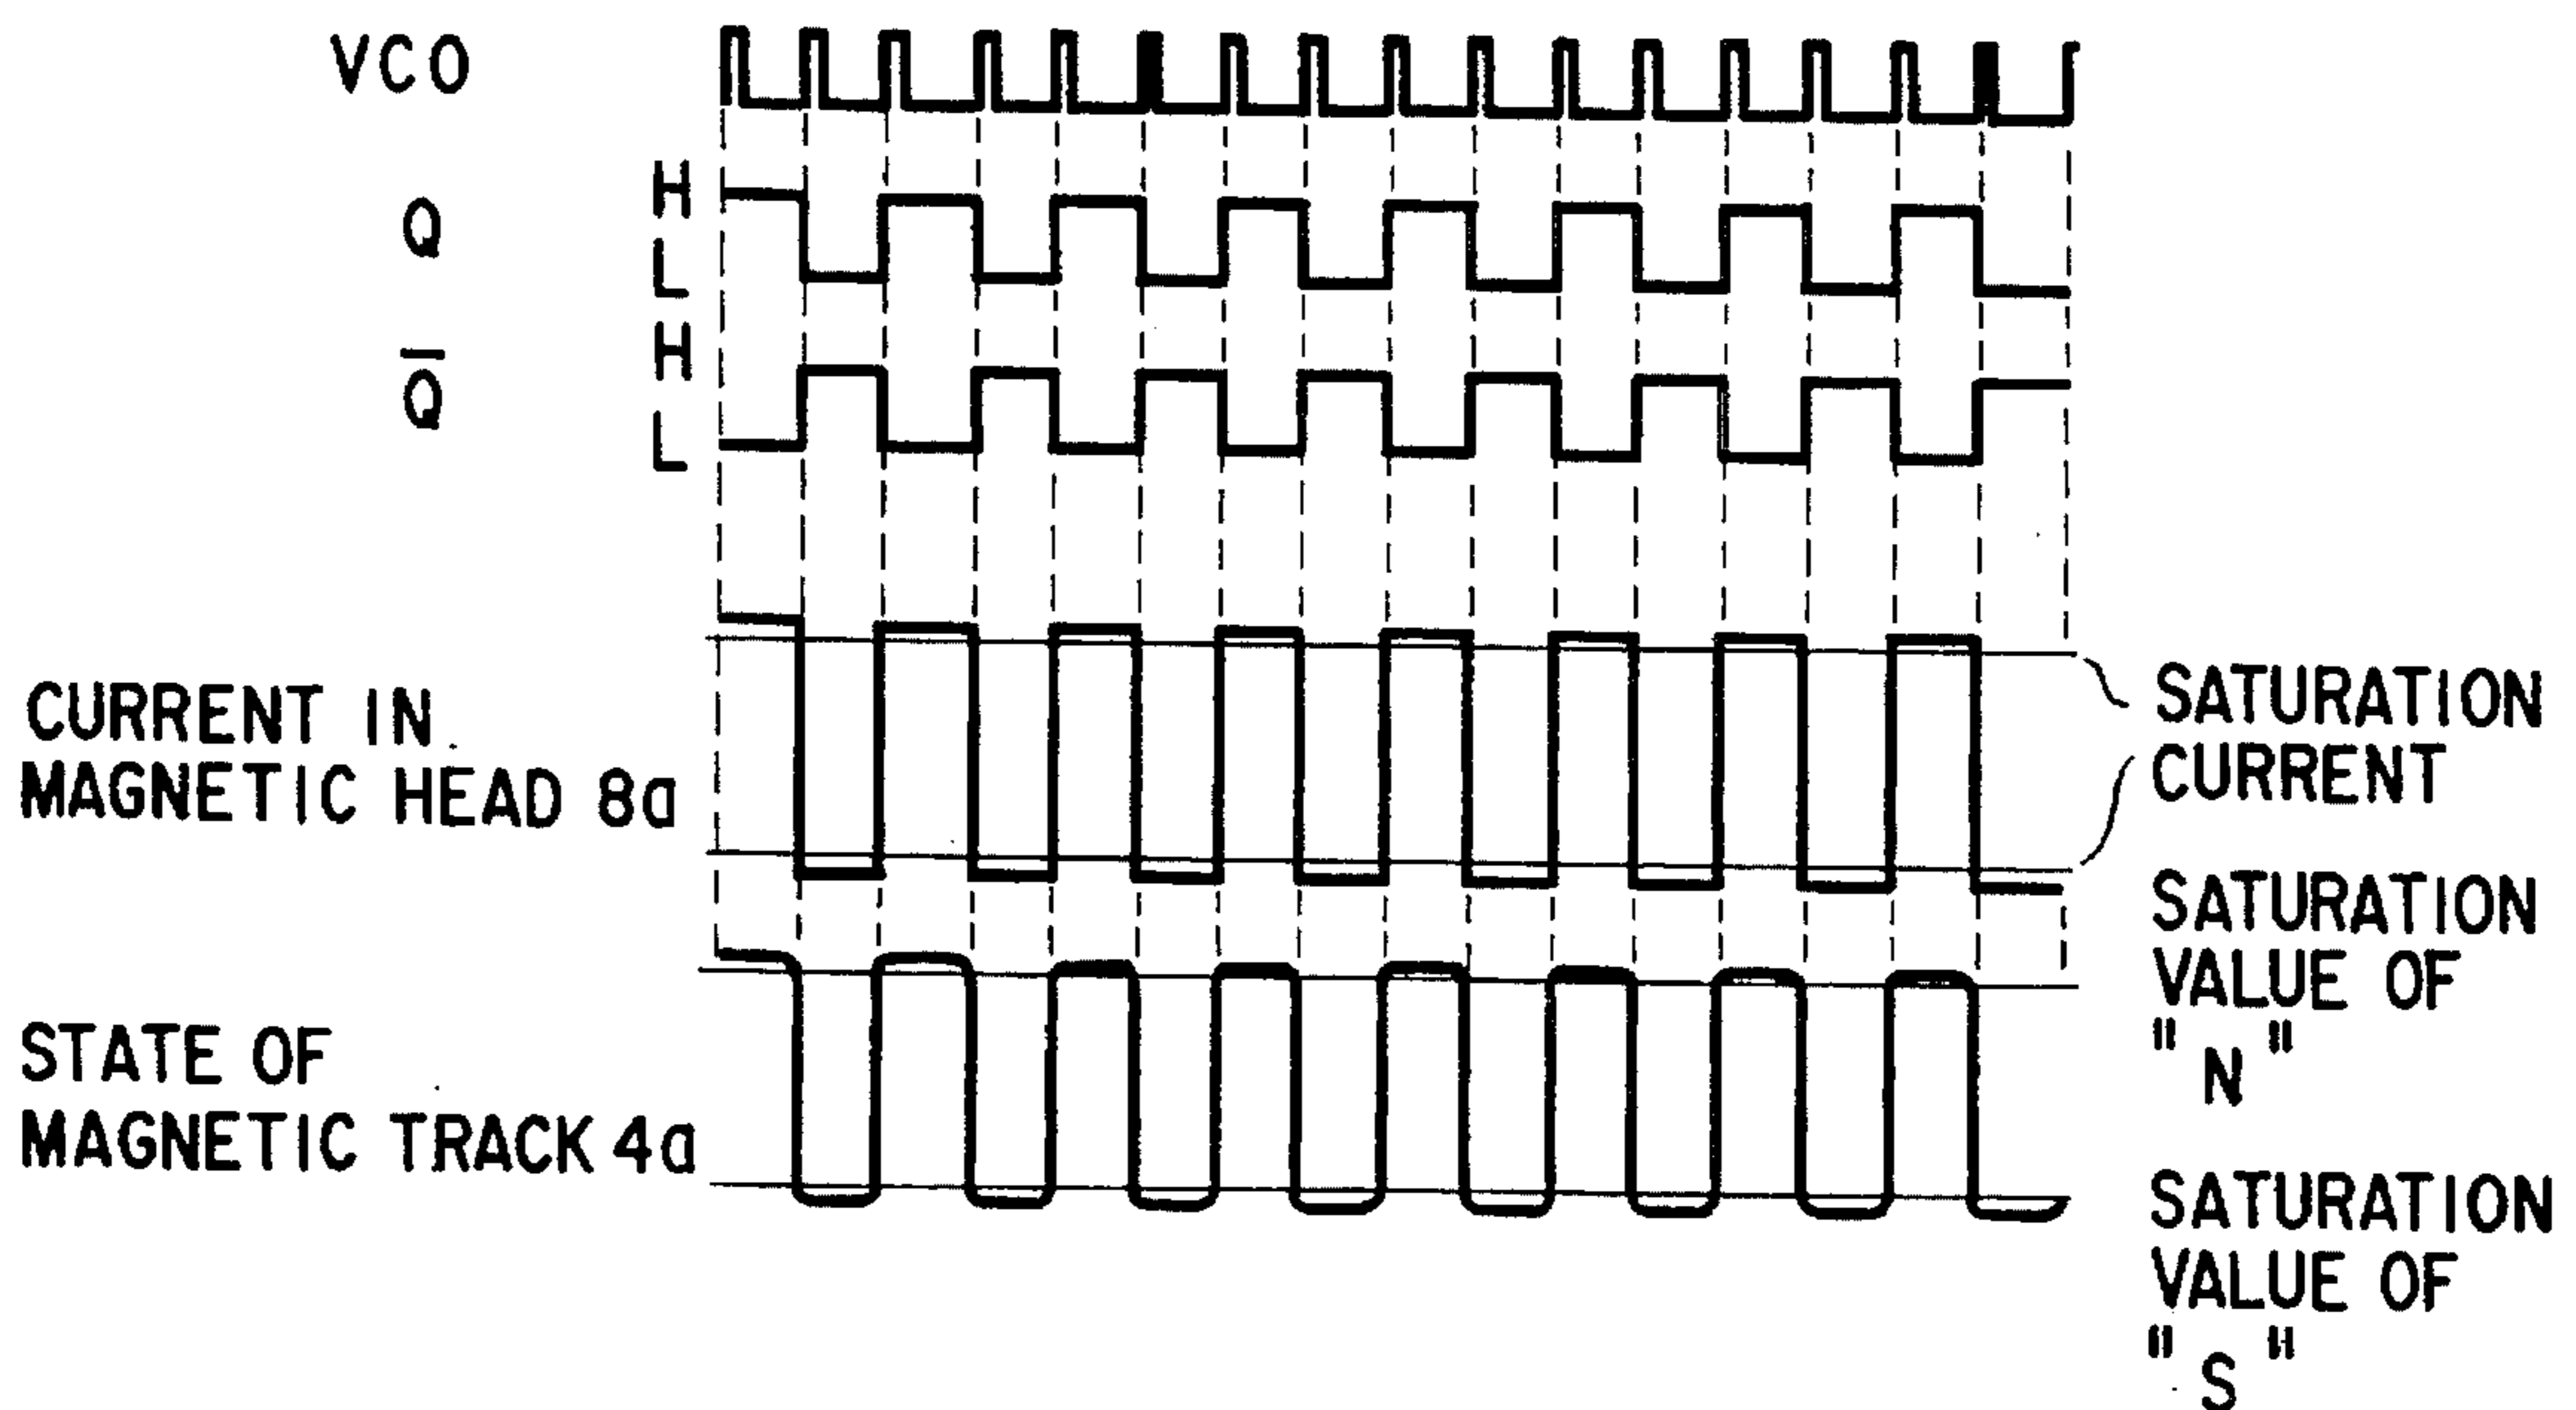 VCO
Q
H
L
Q̅
H
L
CURRENT IN
MAGNETIC HEAD 8a
SATURATION
CURRENT
STATE OF
MAGNETIC TRACK 4a
SATURATION
VALUE OF
"N"
SATURATION
VALUE OF
"S"